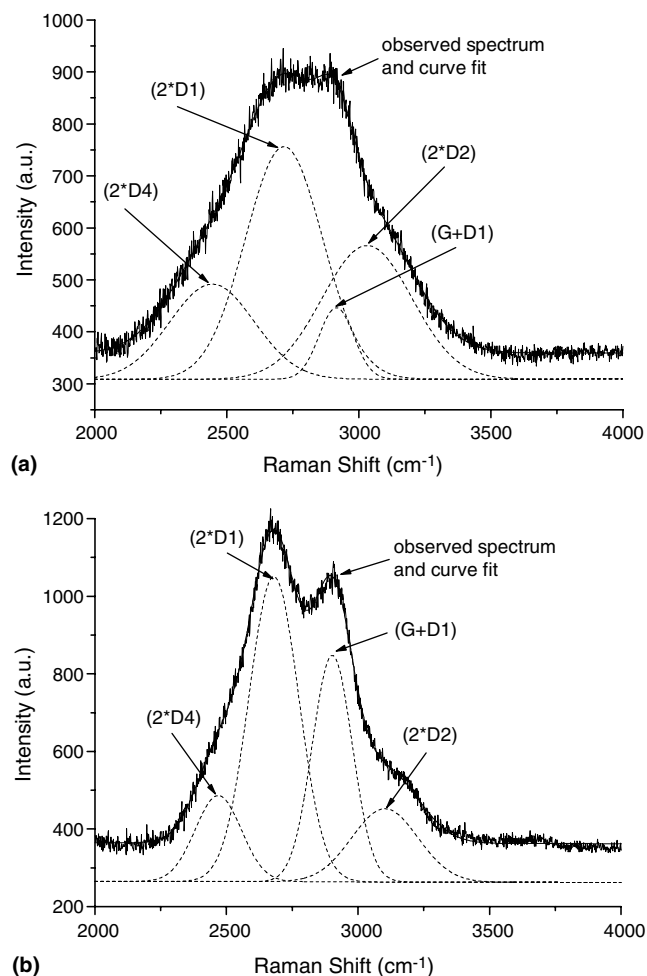 1000
900
800
700
600
500
400
300
Intensity (a.u.)
observed spectrum
and curve fit
(2*D1)
(2*D2)
(2*D4)
(G+D1)
2000 2500 3000 3500 4000
Raman Shift (cm-1)
(a)
1200
1000
800
600
400
200
Intensity (a.u.)
(2*D1)
observed spectrum
and curve fit
(G+D1)
(2*D4)
(2*D2)
2000 2500 3000 3500 4000
Raman Shift (cm-1)
(b)